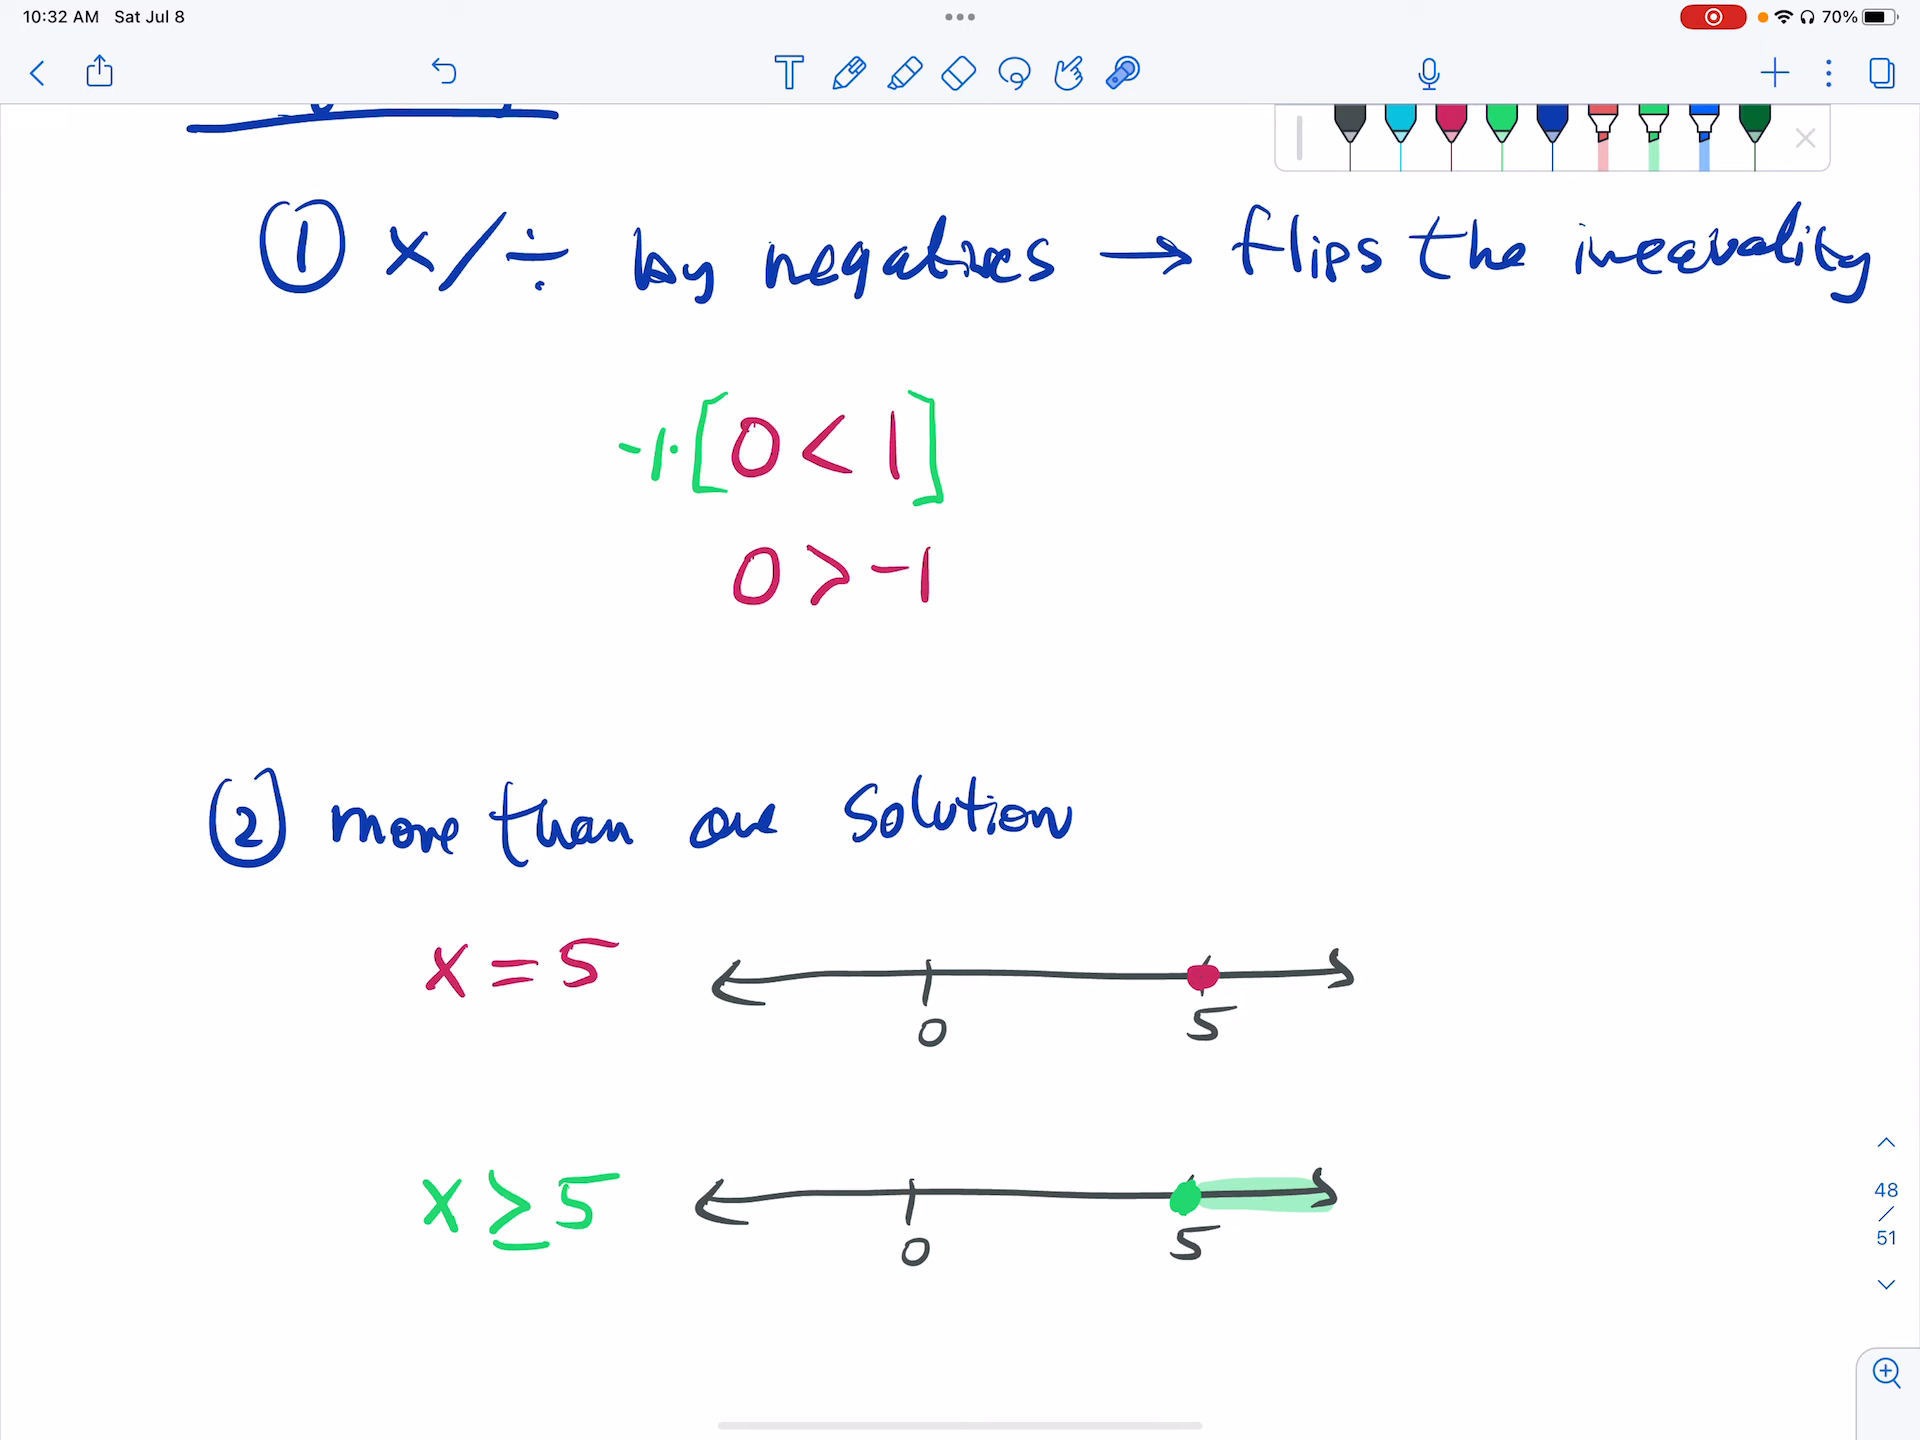 10:32 AM Sat Jul 8
70%
① x/÷ by negatives → flips the inequality
-1·[0 < 1]
0 > -1
② more than one solution
x = 5
0 5
x ≥ 5
0 5
48
/
51